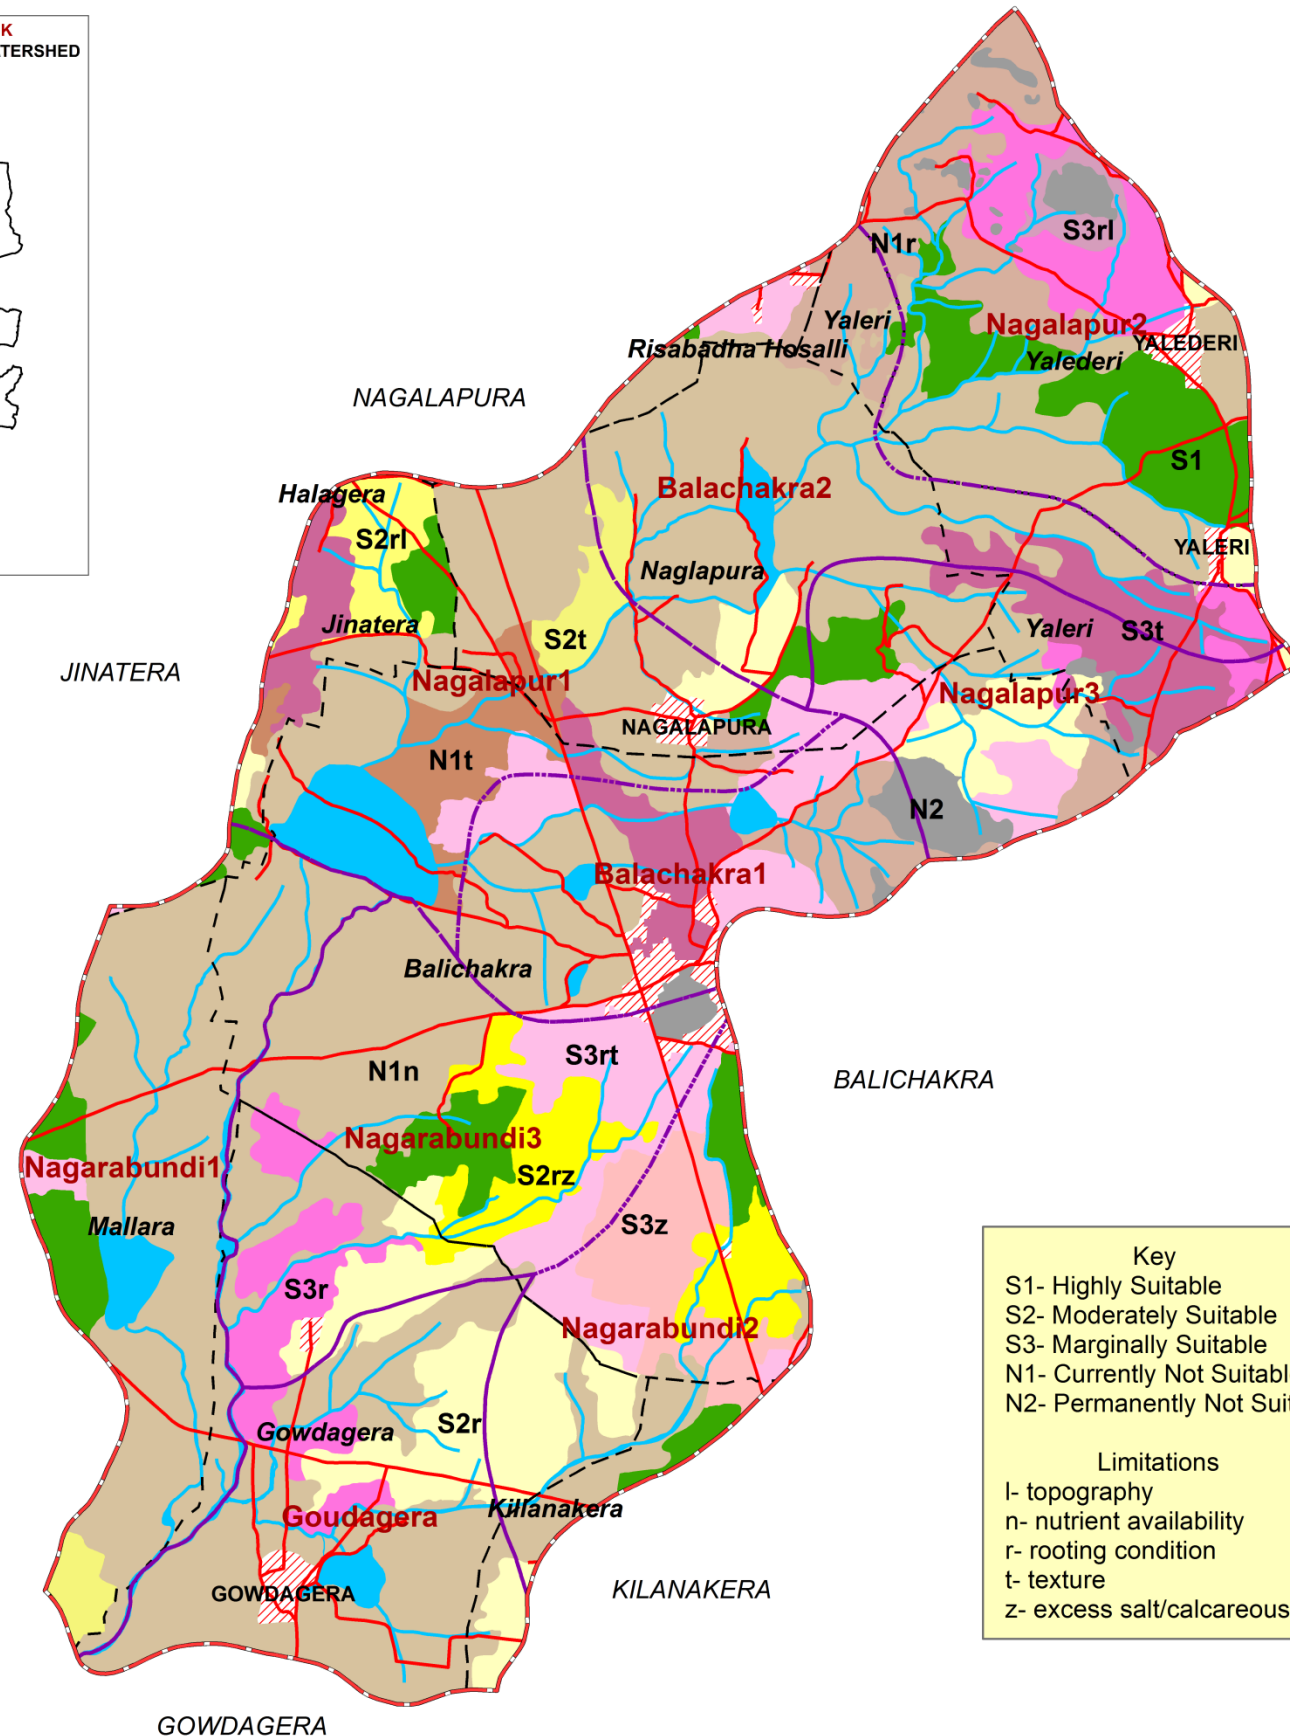 K
TERSHED
N1r
S3rl
Yaleri
Nagalapur2
Risabadha Hosalli
YALEDERI
Yalederi
NAGALAPURA
S1
Halagera
Balachakra2
S2rl
YALERI
Naglapura
Jinatera
S2t
Yaleri
S3t
JINATERA
Nagalapur1
Nagalapur3
NAGALAPURA
N1t
N2
Balachakra1
Balichakra
S3rt
N1n
BALICHAKRA
Nagarabundi3
Nagarabundi1
S2rz
Mallara
S3z
S3r
Nagarabundi2
S2r
Gowdagera
Killanakera
Goudagera
GOWDAGERA
KILANAKERA
GOWDAGERA
Key
S1- Highly Suitable
S2- Moderately Suitable
S3- Marginally Suitable
N1- Currently Not Suitabl
N2- Permanently Not Suit
Limitations
l- topography
n- nutrient availability
r- rooting condition
t- texture
z- excess salt/calcareous